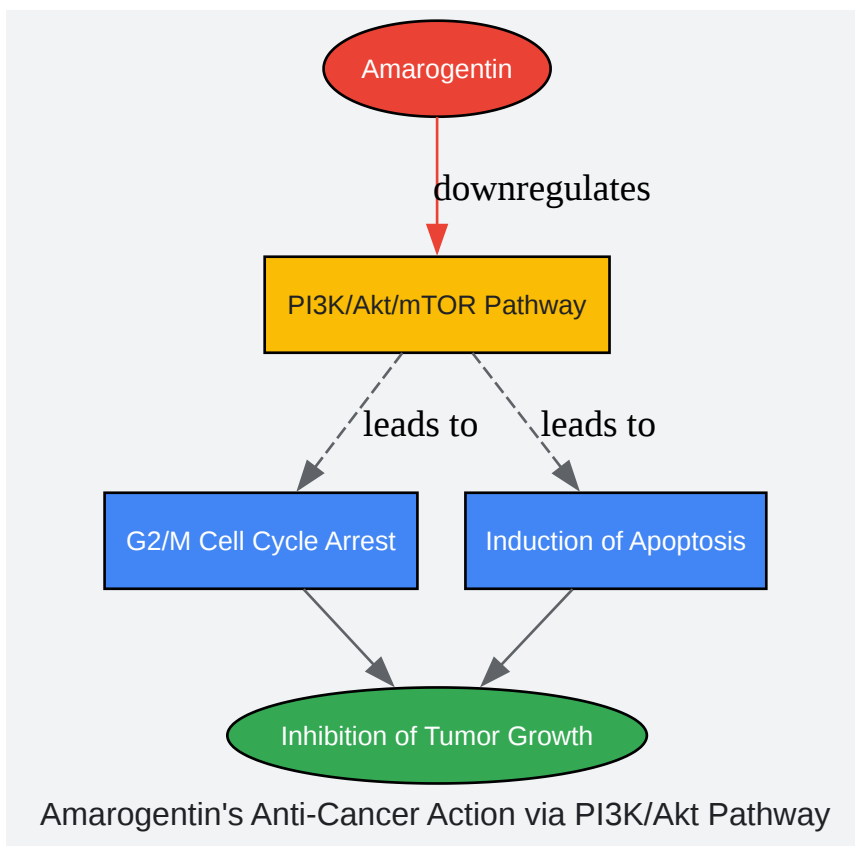 Amarogentin
downregulates
PI3K/Akt/mTOR Pathway
leads to
leads to
G2/M Cell Cycle Arrest
Induction of Apoptosis
Inhibition of Tumor Growth
Amarogentin's Anti-Cancer Action via PI3K/Akt Pathway